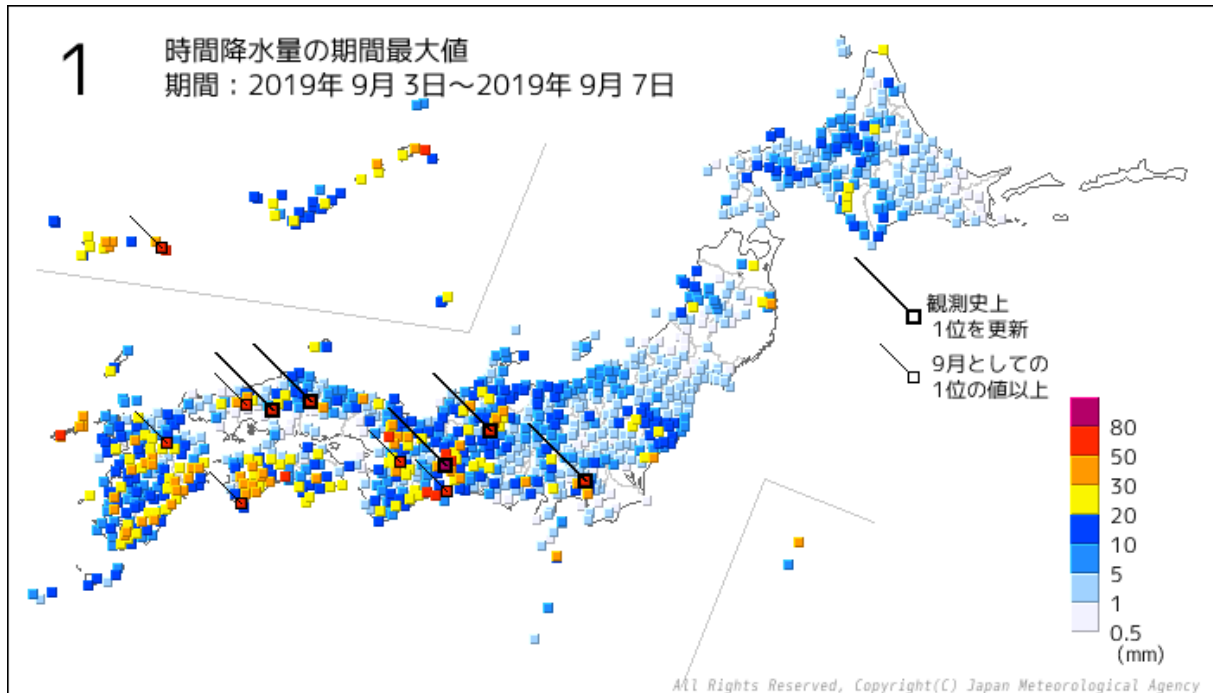 1
時間降水量の期間最大値
期間：2019年 9月 3日～2019年 9月 7日
観測史上
1位を更新
9月としての
1位の値以上
80
50
30
20
10
5
1
0.5
(mm)
All Rights Reserved, Copyright(C) Japan Meteorological Agency